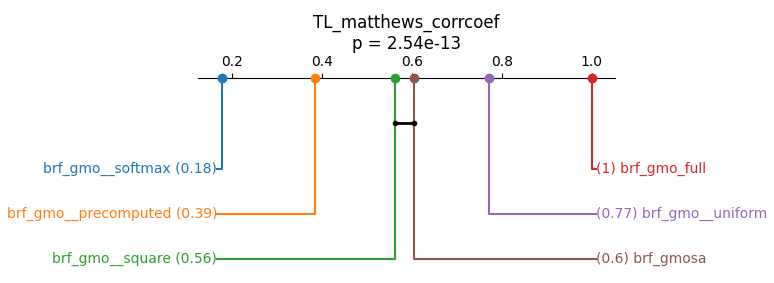 TL_matthews_corrcoef
p = 2.54e-13
0.2 0.4 0.6 0.8 1.0
brf_gmo__softmax (0.18) (1) brf_gmo_full
brf_gmo__precomputed (0.39) (0.77) brf_gmo__uniform
brf_gmo__square (0.56) (0.6) brf_gmosa